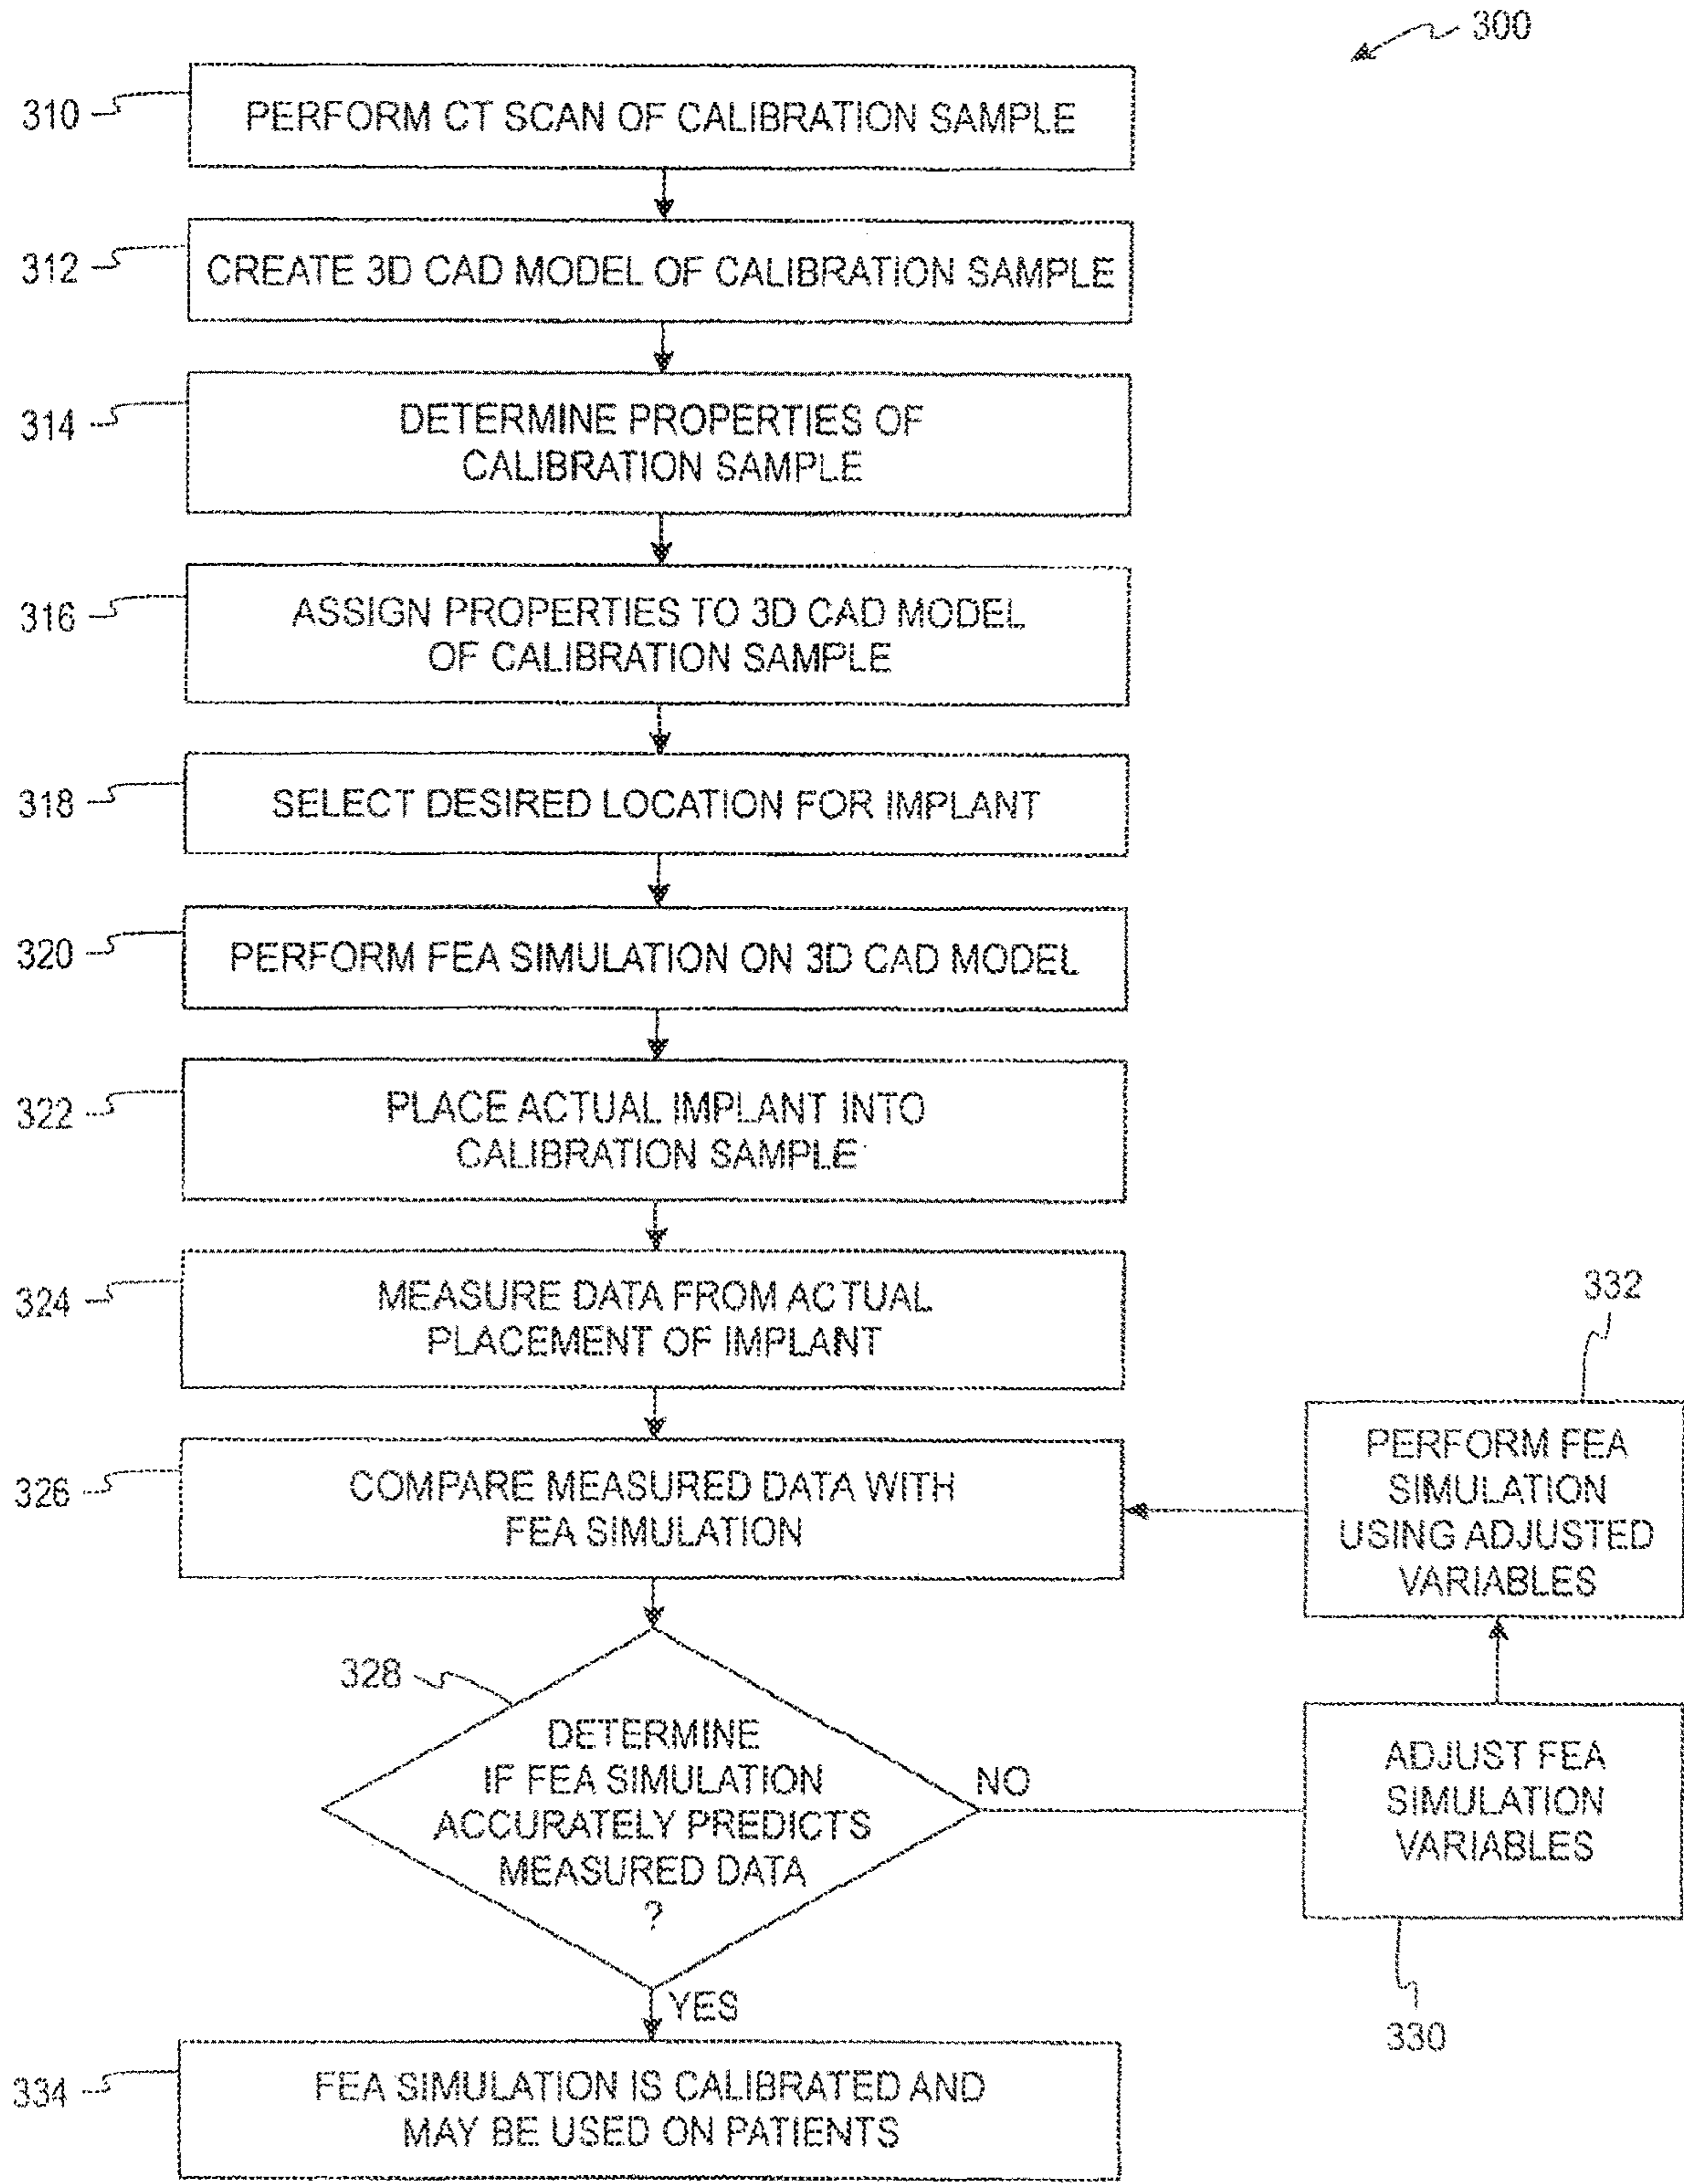 300
310
PERFORM CT SCAN OF CALIBRATION SAMPLE
312
CREATE 3D CAD MODEL OF CALIBRATION SAMPLE
314
DETERMINE PROPERTIES OF
CALIBRATION SAMPLE
316
ASSIGN PROPERTIES TO 3D CAD MODEL
OF CALIBRATION SAMPLE
318
SELECT DESIRED LOCATION FOR IMPLANT
320
PERFORM FEA SIMULATION ON 3D CAD MODEL
322
PLACE ACTUAL IMPLANT INTO
CALIBRATION SAMPLE
324
MEASURE DATA FROM ACTUAL
PLACEMENT OF IMPLANT
326
COMPARE MEASURED DATA WITH
FEA SIMULATION
328
DETERMINE
IF FEA SIMULATION
ACCURATELY PREDICTS
MEASURED DATA
?
NO
YES
330
ADJUST FEA
SIMULATION
VARIABLES
332
PERFORM FEA
SIMULATION
USING ADJUSTED
VARIABLES
334
FEA SIMULATION IS CALIBRATED AND
MAY BE USED ON PATIENTS